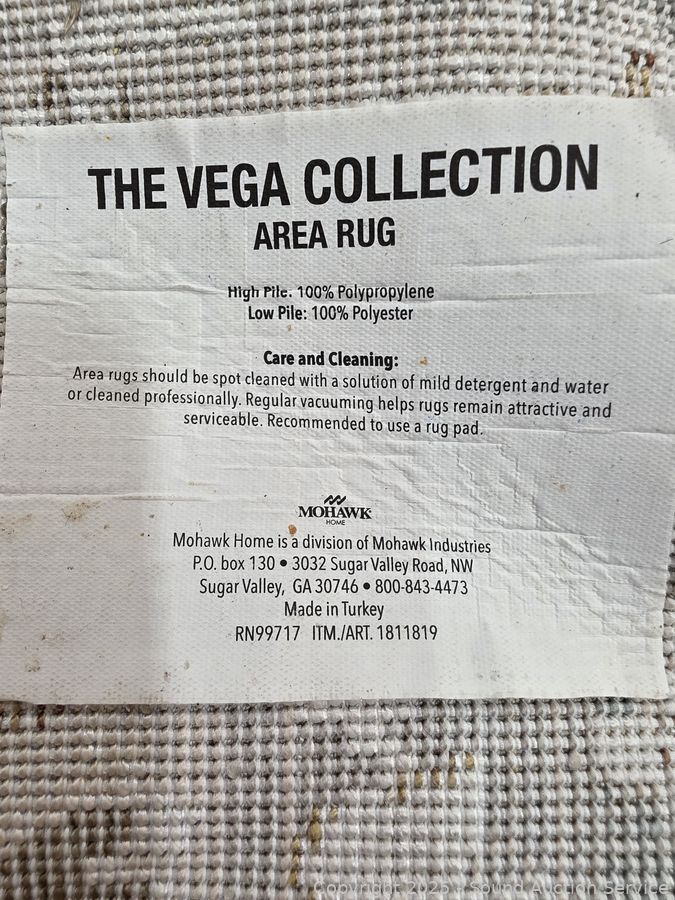 THE VEGA COLLECTION
AREA RUG
High Pile: 100% Polypropylene
Low Pile: 100% Polyester
Care and Cleaning:
Area rugs should be spot cleaned with a solution of mild detergent and water
or cleaned professionally. Regular vacuuming helps rugs remain attractive and
serviceable. Recommended to use a rug pad.
MOHAWK
HOME
Mohawk Home is a division of Mohawk Industries
P.O. box 130 • 3032 Sugar Valley Road, NW
Sugar Valley, GA 30746 • 800-843-4473
Made in Turkey
RN99717 ITM./ART. 1811819
Copyright 2025 - Sound Auction Service